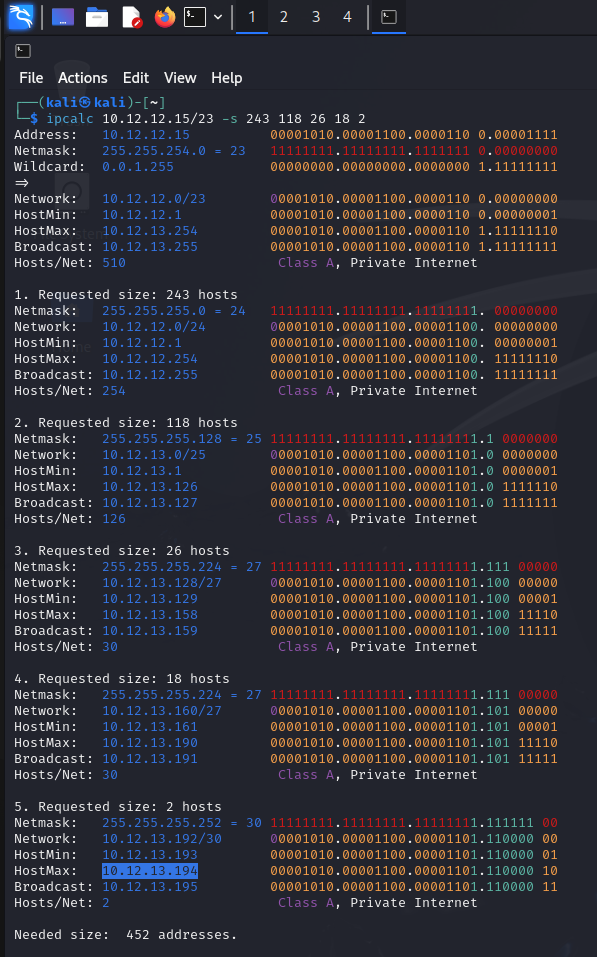 1 2 3 4
File Actions Edit View Help
┌──(kali㉿kali)-[~]
└─$ ipcalc 10.12.12.15/23 -s 243 118 26 18 2
Address: 10.12.12.15 00001010.00001100.0000110 0.00001111
Netmask: 255.255.254.0 = 23 11111111.11111111.1111111 0.00000000
Wildcard: 0.0.1.255 00000000.00000000.0000000 1.11111111
=>
Network: 10.12.12.0/23 00001010.00001100.0000110 0.00000000
HostMin: 10.12.12.1 00001010.00001100.0000110 0.00000001
HostMax: 10.12.13.254 00001010.00001100.0000110 1.11111110
Broadcast: 10.12.13.255 00001010.00001100.0000110 1.11111111
Hosts/Net: 510 Class A, Private Internet
1. Requested size: 243 hosts
Netmask: 255.255.255.0 = 24 11111111.11111111.11111111. 00000000
Network: 10.12.12.0/24 00001010.00001100.00001100. 00000000
HostMin: 10.12.12.1 00001010.00001100.00001100. 00000001
HostMax: 10.12.12.254 00001010.00001100.00001100. 11111110
Broadcast: 10.12.12.255 00001010.00001100.00001100. 11111111
Hosts/Net: 254 Class A, Private Internet
2. Requested size: 118 hosts
Netmask: 255.255.255.128 = 25 11111111.11111111.11111111.1 0000000
Network: 10.12.13.0/25 00001010.00001100.00001101.0 0000000
HostMin: 10.12.13.1 00001010.00001100.00001101.0 0000001
HostMax: 10.12.13.126 00001010.00001100.00001101.0 1111110
Broadcast: 10.12.13.127 00001010.00001100.00001101.0 1111111
Hosts/Net: 126 Class A, Private Internet
3. Requested size: 26 hosts
Netmask: 255.255.255.224 = 27 11111111.11111111.11111111.111 00000
Network: 10.12.13.128/27 00001010.00001100.00001101.100 00000
HostMin: 10.12.13.129 00001010.00001100.00001101.100 00001
HostMax: 10.12.13.158 00001010.00001100.00001101.100 11110
Broadcast: 10.12.13.159 00001010.00001100.00001101.100 11111
Hosts/Net: 30 Class A, Private Internet
4. Requested size: 18 hosts
Netmask: 255.255.255.224 = 27 11111111.11111111.11111111.111 00000
Network: 10.12.13.160/27 00001010.00001100.00001101.101 00000
HostMin: 10.12.13.161 00001010.00001100.00001101.101 00001
HostMax: 10.12.13.190 00001010.00001100.00001101.101 11110
Broadcast: 10.12.13.191 00001010.00001100.00001101.101 11111
Hosts/Net: 30 Class A, Private Internet
5. Requested size: 2 hosts
Netmask: 255.255.255.252 = 30 11111111.11111111.11111111.111111 00
Network: 10.12.13.192/30 00001010.00001100.00001101.110000 00
HostMin: 10.12.13.193 00001010.00001100.00001101.110000 01
HostMax: 10.12.13.194 00001010.00001100.00001101.110000 10
Broadcast: 10.12.13.195 00001010.00001100.00001101.110000 11
Hosts/Net: 2 Class A, Private Internet
Needed size: 452 addresses.